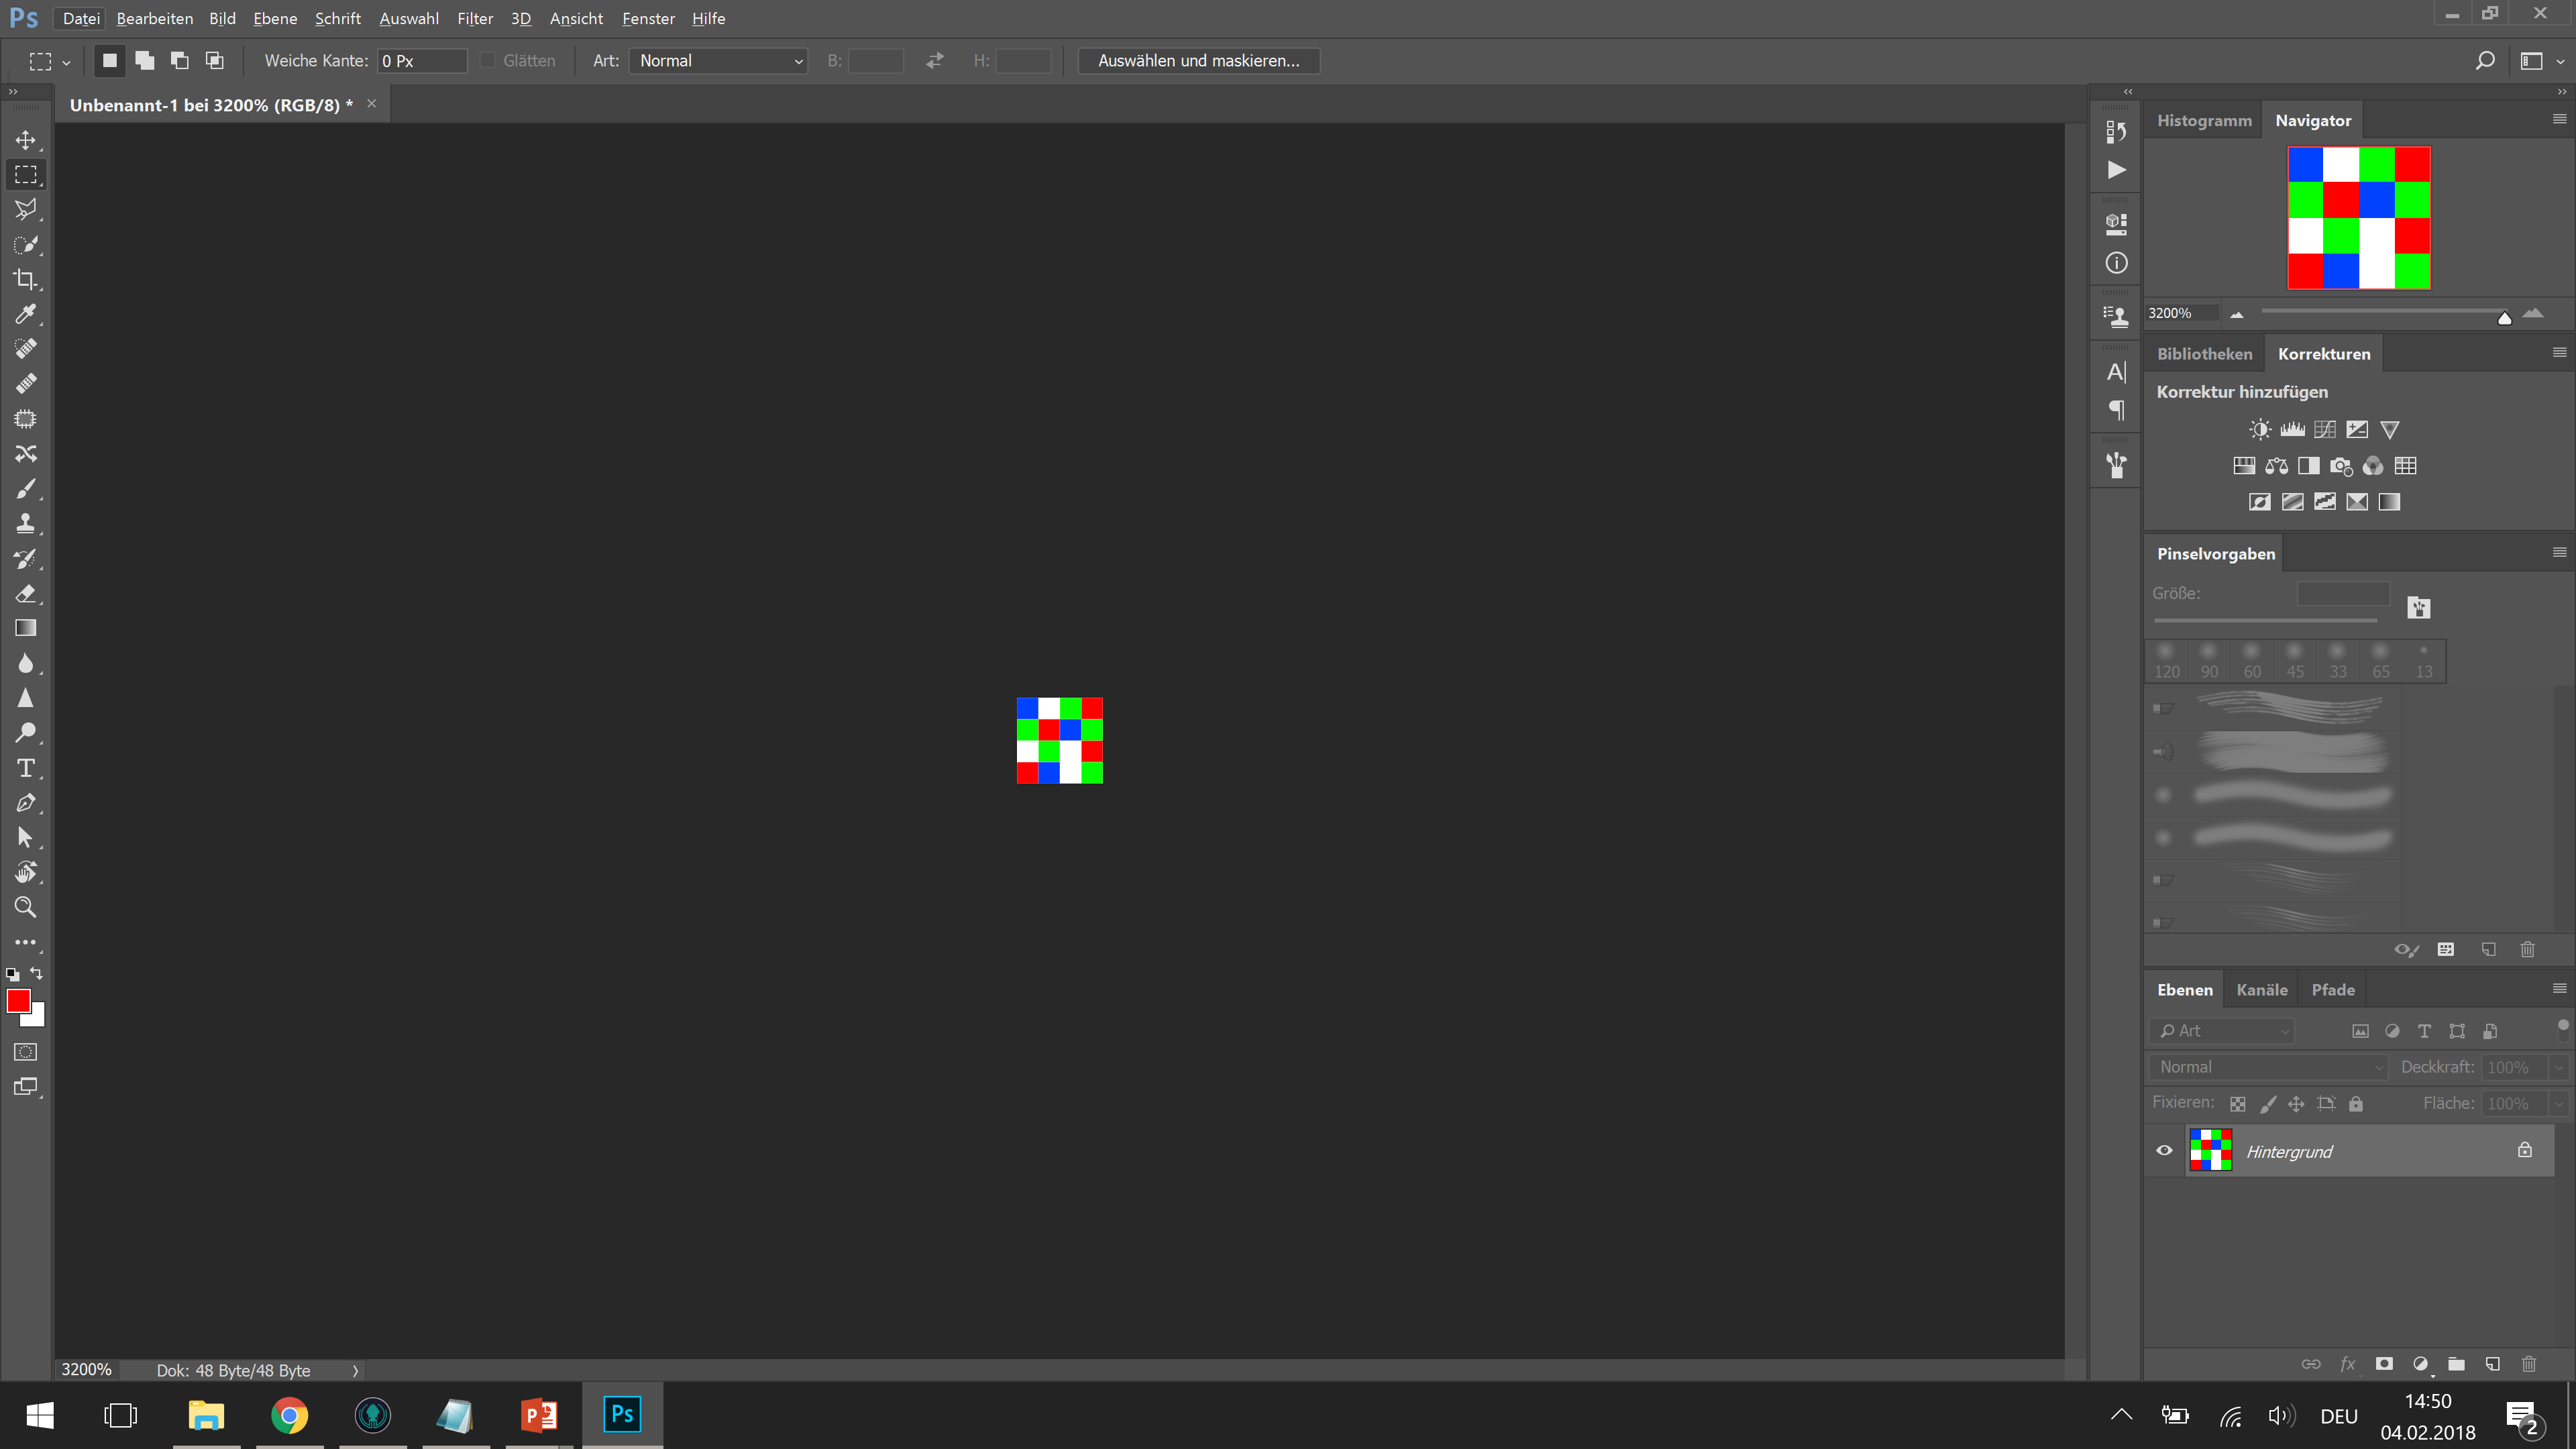 Ps Datei Bearbeiten Bild Ebene Schrift Auswahl Filter 3D Ansicht Fenster Hilfe
Weiche Kante: 0 Px Glätten Art: Normal B: H: Auswählen und maskieren...
Unbenannt-1 bei 3200% (RGB/8) * ×
Histogramm Navigator
3200%
Bibliotheken Korrekturen
Korrektur hinzufügen
Pinselvorgaben
Größe:
120 90 60 45 33 65 13
Ebenen Kanäle Pfade
Art
Normal Deckkraft: 100%
Fixieren: Fläche: 100%
Hintergrund
fx
3200% Dok: 48 Byte/48 Byte
P Ps DEU 14:50
04.02.2018 2